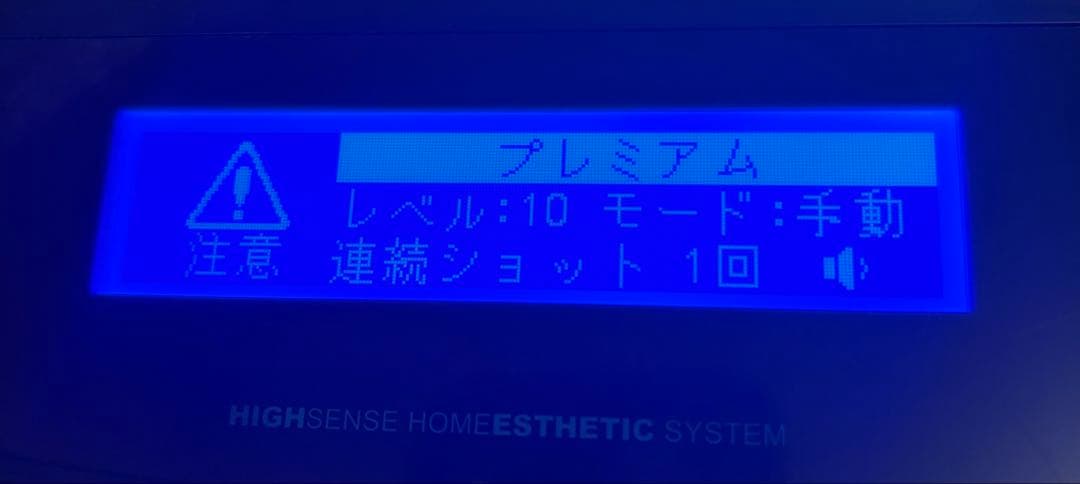 プレミアム
レベル:10 モード:手動
注意 連続ショット 1回
HIGHSENSE HOMEESTHETIC SYSTEM